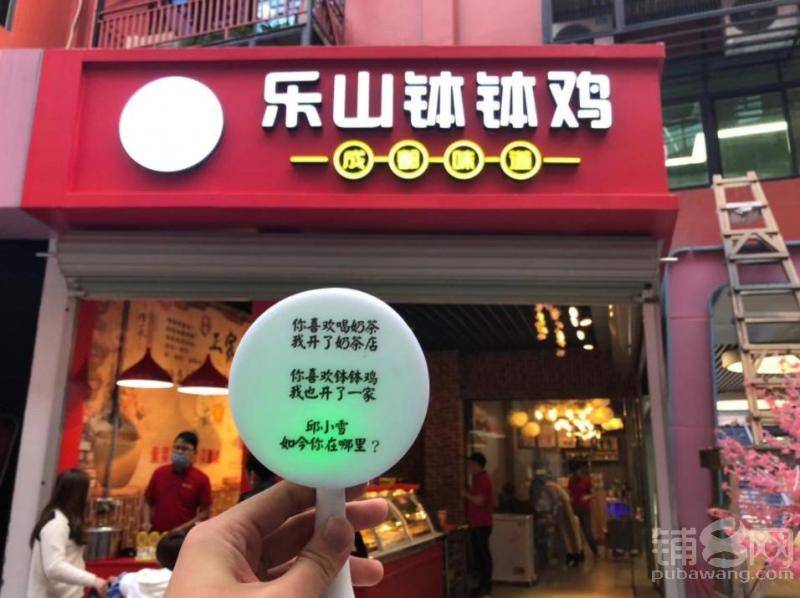 乐山钵钵鸡
成都味道
你喜欢喝奶茶
我开了奶茶店
你喜欢钵钵鸡
我也开了一家
邱小雪
如今你在哪里？
铺8网
pubawang.com